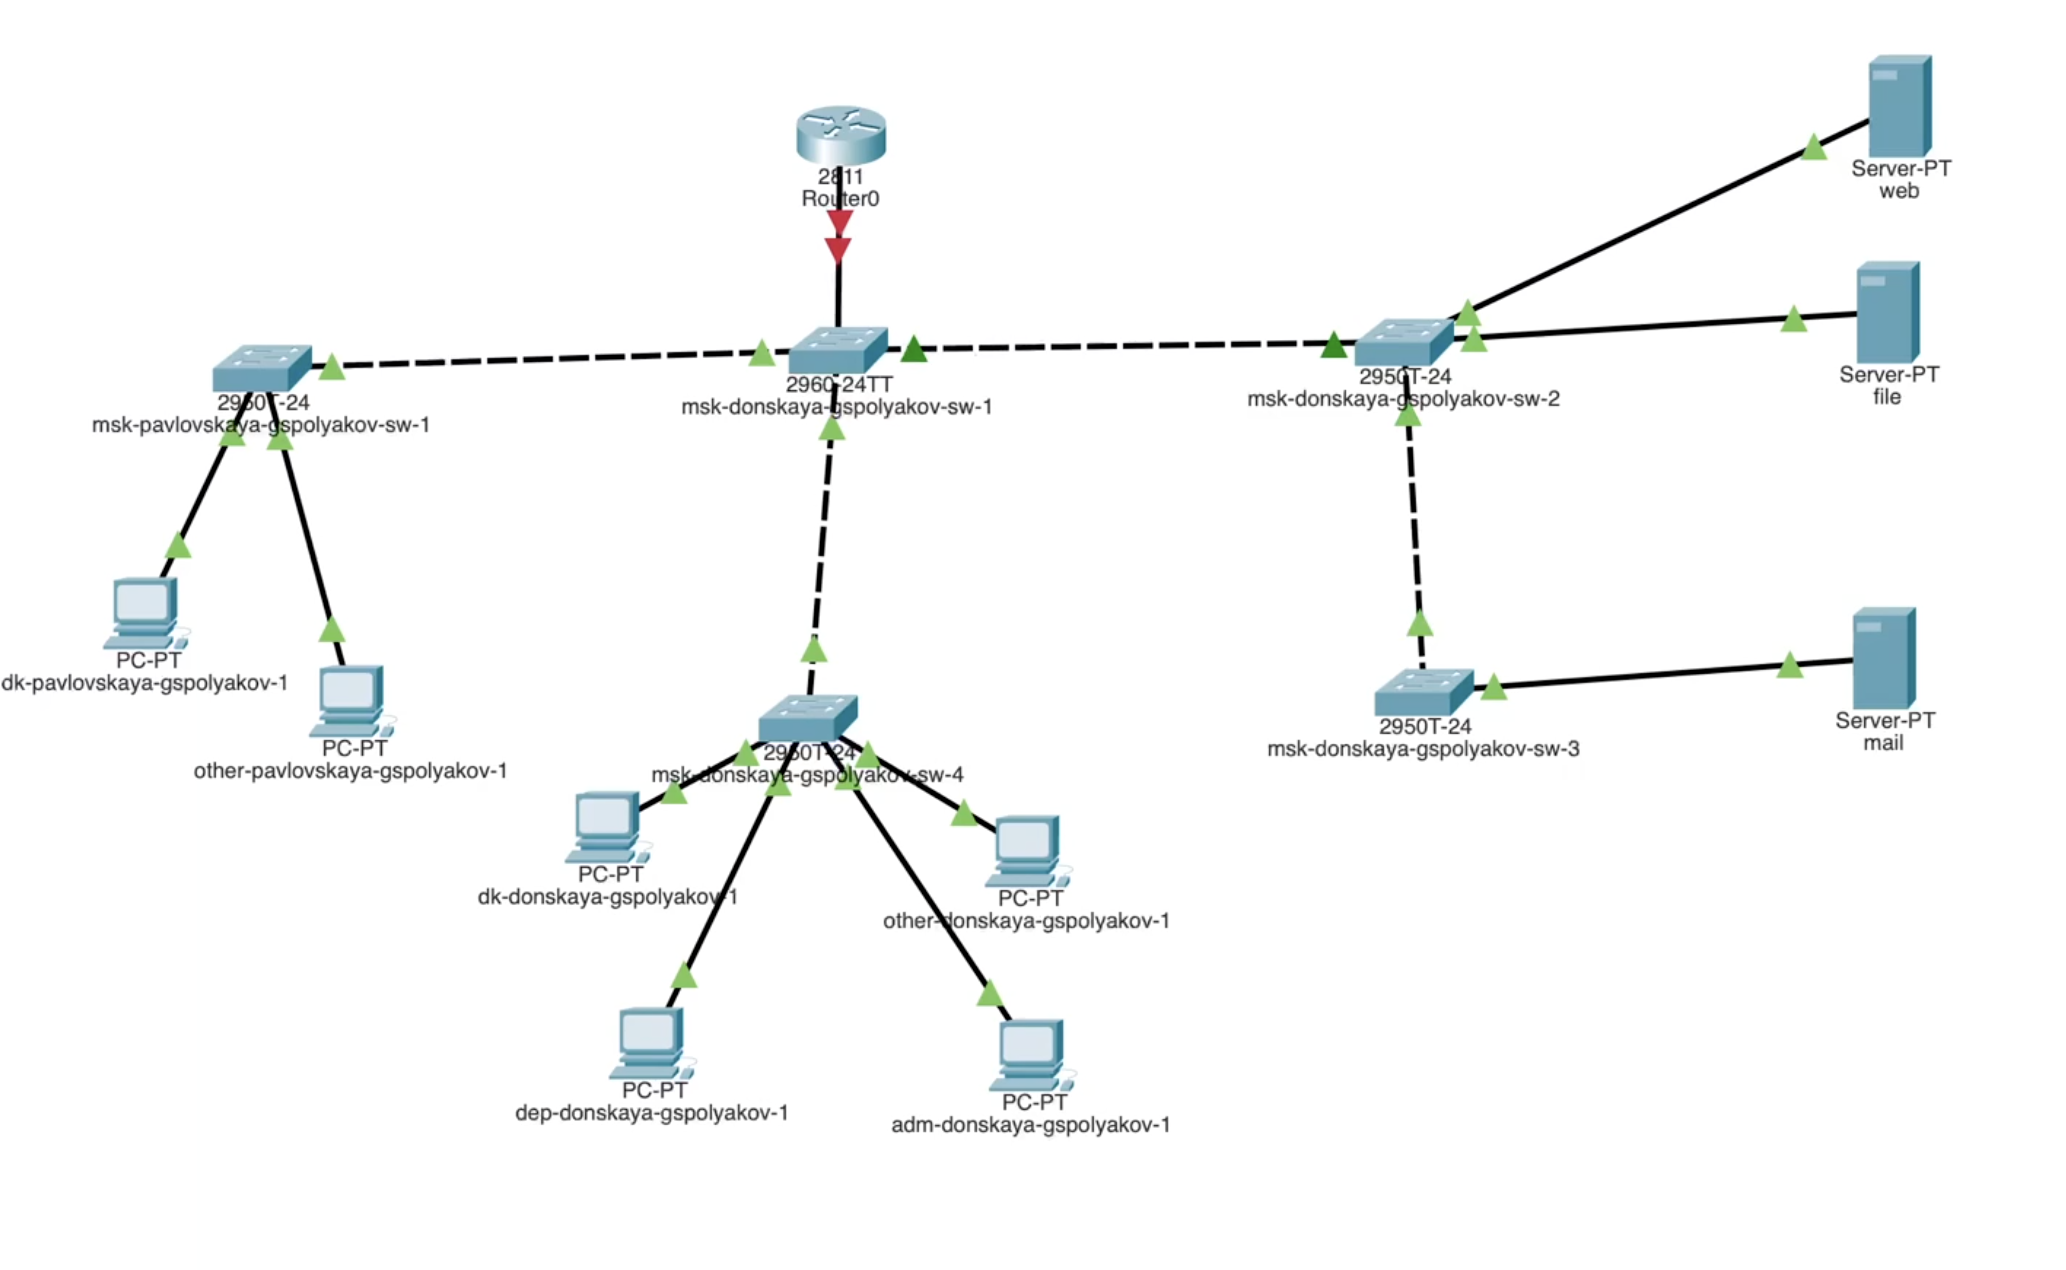 2811
Router0
Server-PT
web
Server-PT
file
2950T-24
msk-pavlovskaya-gspolyakov-sw-1
2960-24TT
msk-donskaya-gspolyakov-sw-1
2950T-24
msk-donskaya-gspolyakov-sw-2
PC-PT
dk-pavlovskaya-gspolyakov-1
PC-PT
other-pavlovskaya-gspolyakov-1
2950T-24
msk-donskaya-gspolyakov-sw-4
2950T-24
msk-donskaya-gspolyakov-sw-3
Server-PT
mail
PC-PT
dk-donskaya-gspolyakov-1
PC-PT
other-donskaya-gspolyakov-1
PC-PT
dep-donskaya-gspolyakov-1
PC-PT
adm-donskaya-gspolyakov-1